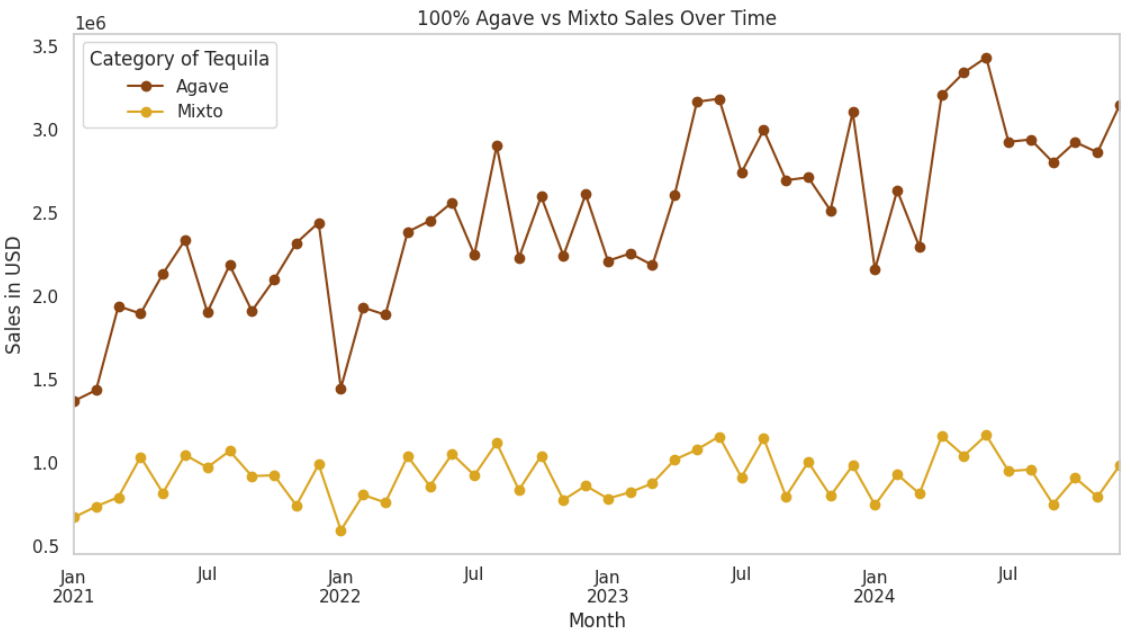 100% Agave vs Mixto Sales Over Time
1e6
Category of Tequila
Agave
Mixto
3.5
3.0
2.5
2.0
1.5
1.0
0.5
Sales in USD
Jan
2021
Jul
Jan
2022
Jul
Jan
2023
Jul
Jan
2024
Jul
Month